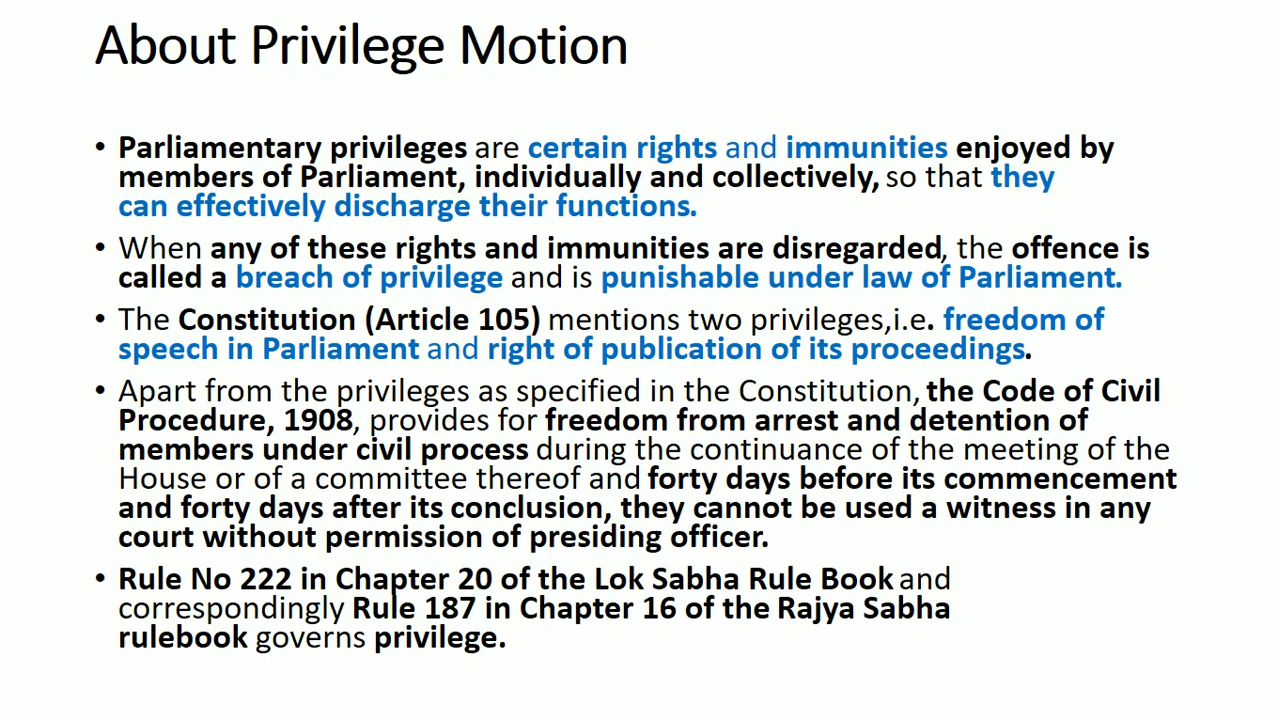 About Privilege Motion
• Parliamentary privileges are certain rights and immunities enjoyed by
members of Parliament, individually and collectively, so that they
can effectively discharge their functions.
• When any of these rights and immunities are disregarded, the offence is
called a breach of privilege and is punishable under law of Parliament.
• The Constitution (Article 105) mentions two privileges,i.e. freedom of
speech in Parliament and right of publication of its proceedings.
• Apart from the privileges as specified in the Constitution, the Code of Civil
Procedure, 1908, provides for freedom from arrest and detention of
members under civil process during the continuance of the meeting of the
House or of a committee thereof and forty days before its commencement
and forty days after its conclusion, they cannot be used a witness in any
court without permission of presiding officer.
• Rule No 222 in Chapter 20 of the Lok Sabha Rule Book and
correspondingly Rule 187 in Chapter 16 of the Rajya Sabha
rulebook governs privilege.